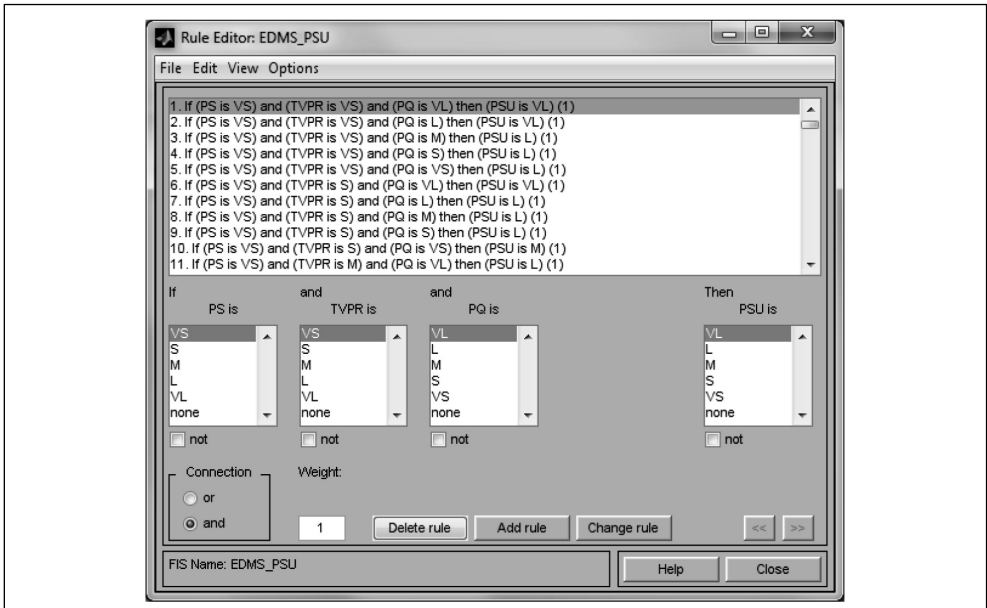 Rule Editor: EDMS_PSU
File Edit View Options
1. If (PS is VS) and (TVPR is VS) and (PQ is VL) then (PSU is VL) (1)
2. If (PS is VS) and (TVPR is VS) and (PQ is L) then (PSU is VL) (1)
3. If (PS is VS) and (TVPR is VS) and (PQ is M) then (PSU is L) (1)
4. If (PS is VS) and (TVPR is VS) and (PQ is S) then (PSU is L) (1)
5. If (PS is VS) and (TVPR is VS) and (PQ is VS) then (PSU is L) (1)
6. If (PS is VS) and (TVPR is S) and (PQ is VL) then (PSU is VL) (1)
7. If (PS is VS) and (TVPR is S) and (PQ is L) then (PSU is L) (1)
8. If (PS is VS) and (TVPR is S) and (PQ is M) then (PSU is L) (1)
9. If (PS is VS) and (TVPR is S) and (PQ is S) then (PSU is L) (1)
10. If (PS is VS) and (TVPR is S) and (PQ is VS) then (PSU is M) (1)
11. If (PS is VS) and (TVPR is M) and (PQ is VL) then (PSU is L) (1)
If and and Then
PS is TVPR is PQ is PSU is
VS VS VL VL
S S L L
M M M M
L L S S
VL VL VS VS
none none none none
not not not not
Connection Weight:
or
and 1 Delete rule Add rule Change rule << >>
FIS Name: EDMS_PSU Help Close